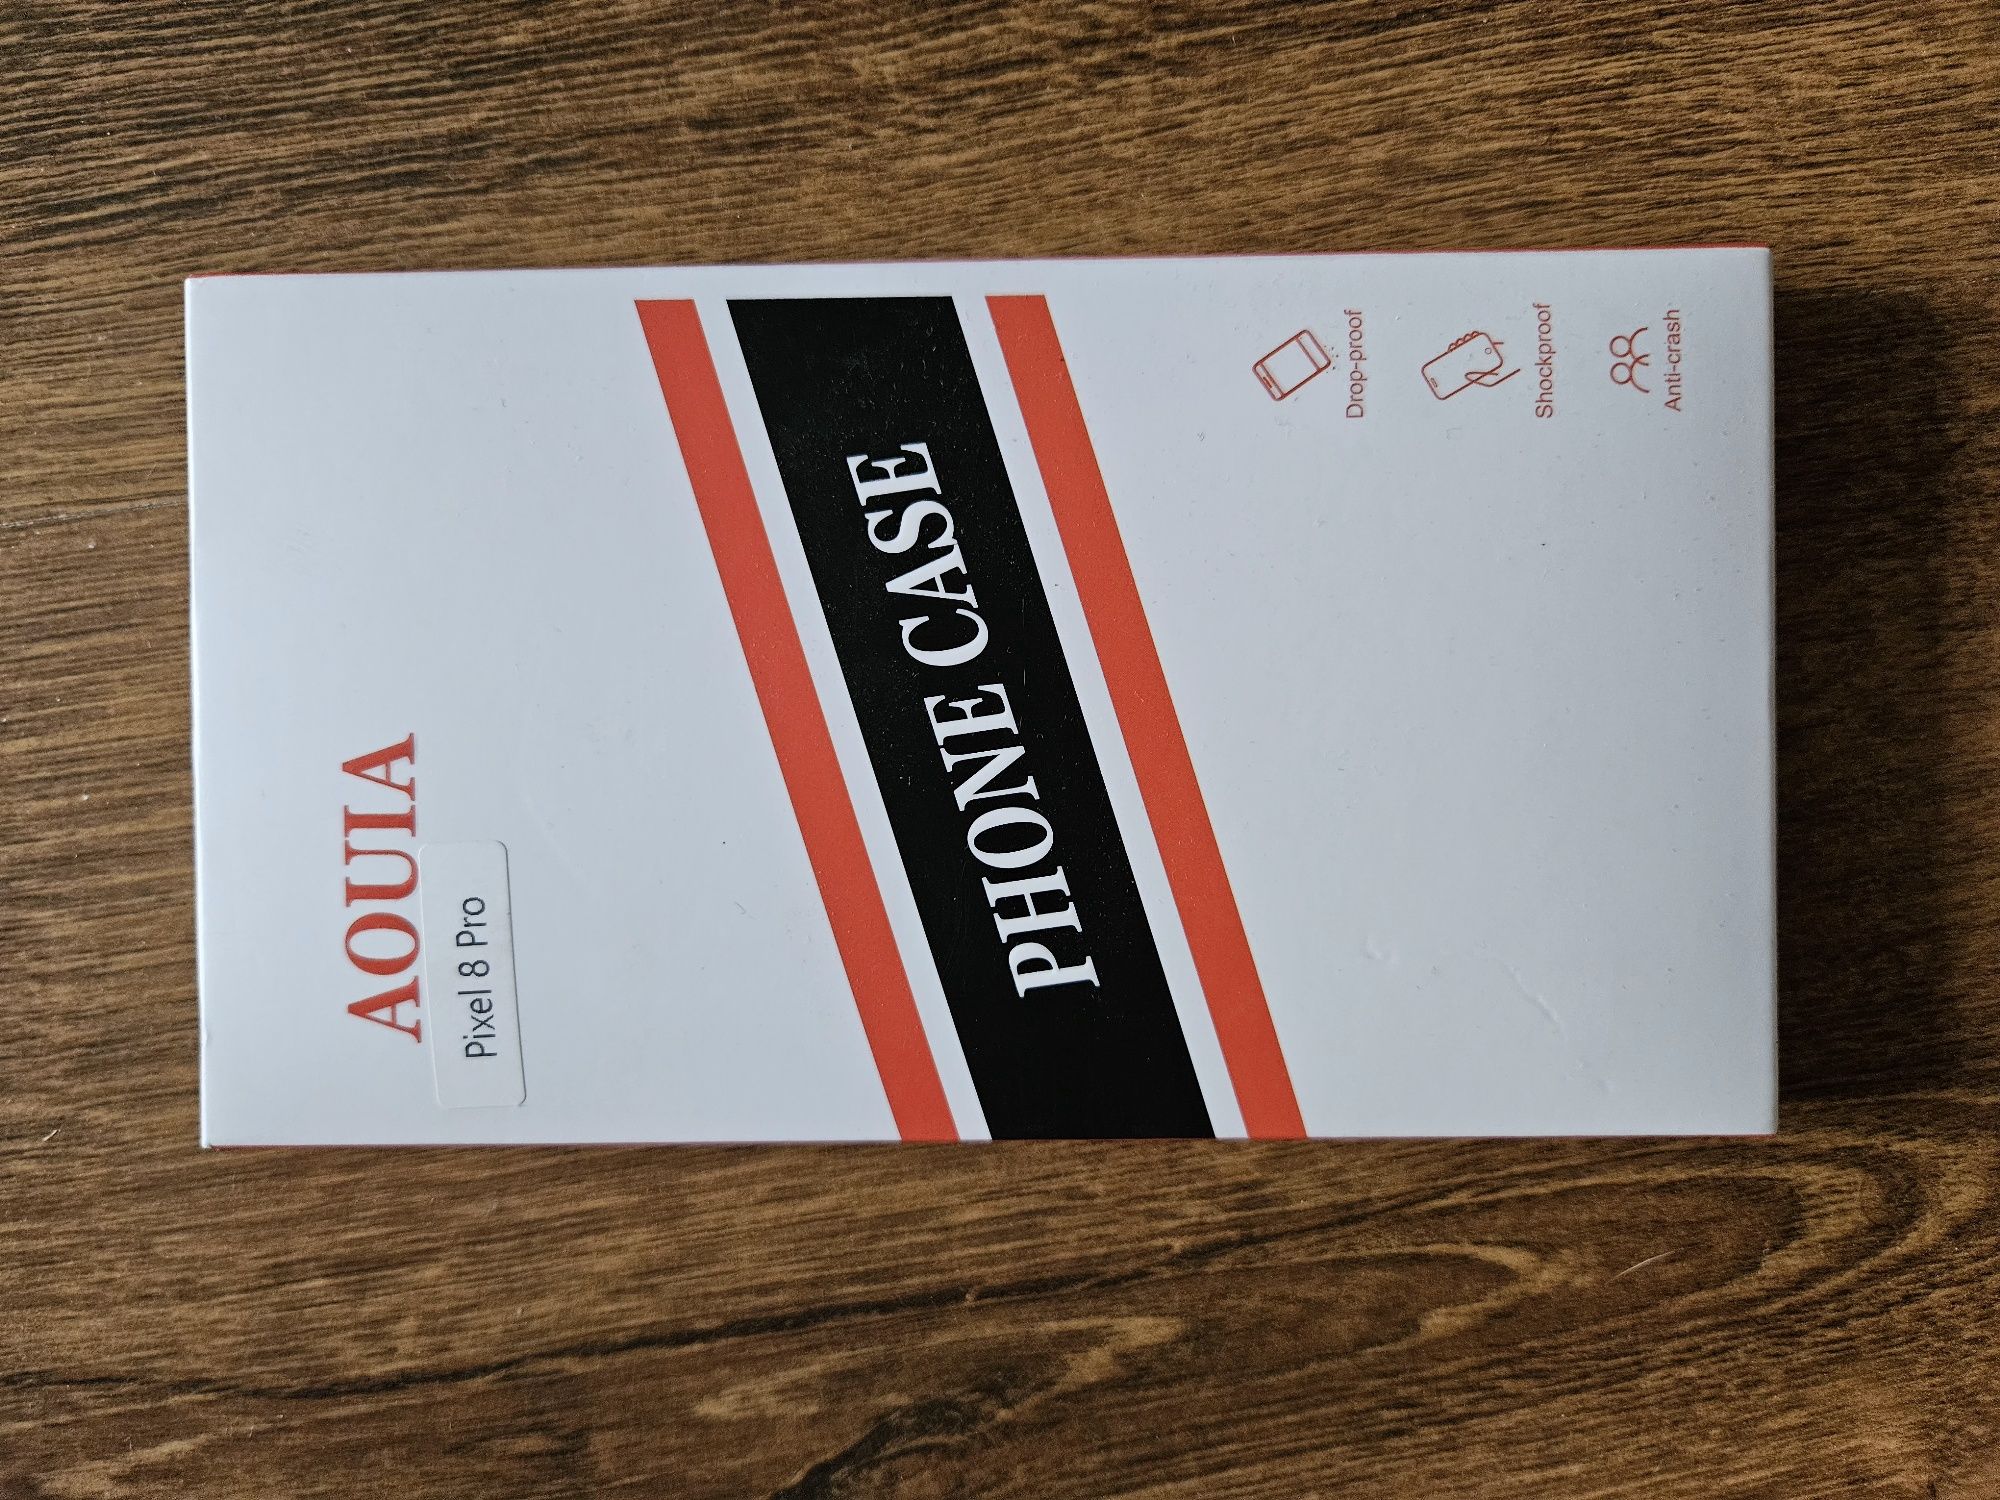 AOUIA
Pixel 8 Pro
PHONE CASE
Drop-proof
Shockproof
Anti-crash